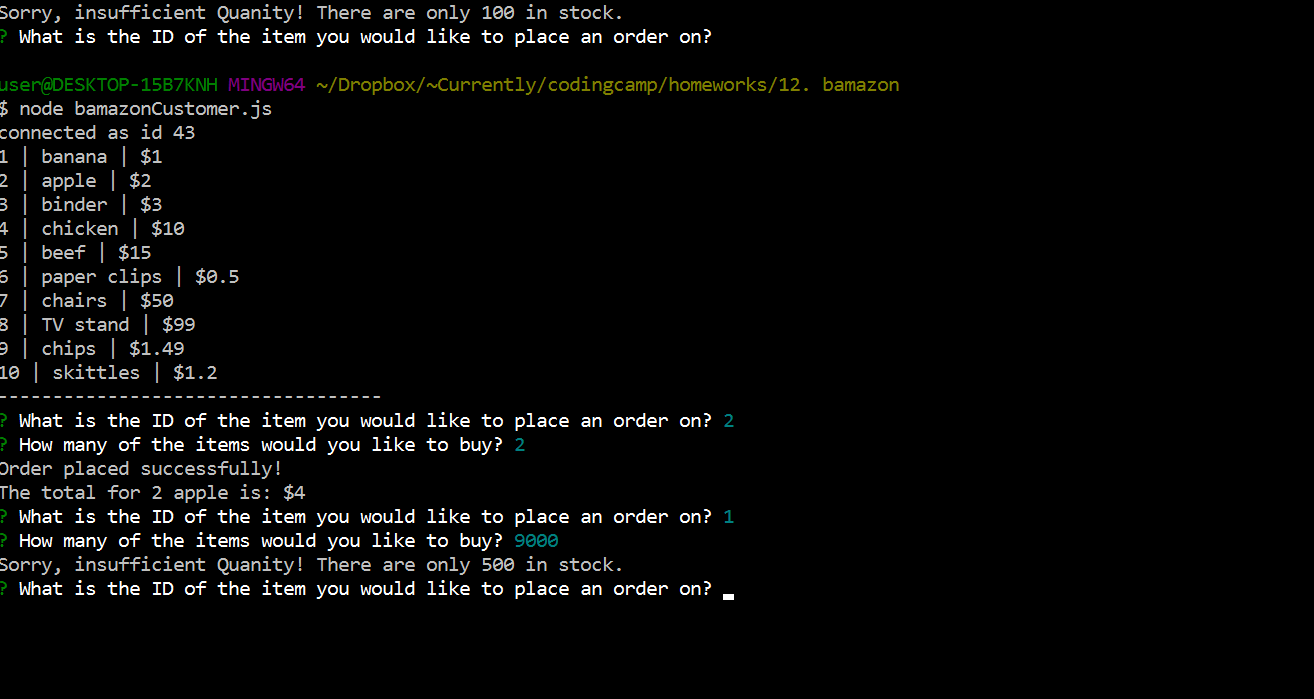 Sorry, insufficient Quanity! There are only 100 in stock.
? What is the ID of the item you would like to place an order on?
user@DESKTOP-15B7KNH MINGW64 ~/Dropbox/~Currently/codingcamp/homeworks/12. bamazon
$ node bamazonCustomer.js
connected as id 43
1 | banana | $1
2 | apple | $2
3 | binder | $3
4 | chicken | $10
5 | beef | $15
6 | paper clips | $0.5
7 | chairs | $50
8 | TV stand | $99
9 | chips | $1.49
10 | skittles | $1.2
-----------------------------------
? What is the ID of the item you would like to place an order on? 2
? How many of the items would you like to buy? 2
Order placed successfully!
The total for 2 apple is: $4
? What is the ID of the item you would like to place an order on? 1
? How many of the items would you like to buy? 9000
Sorry, insufficient Quanity! There are only 500 in stock.
? What is the ID of the item you would like to place an order on?